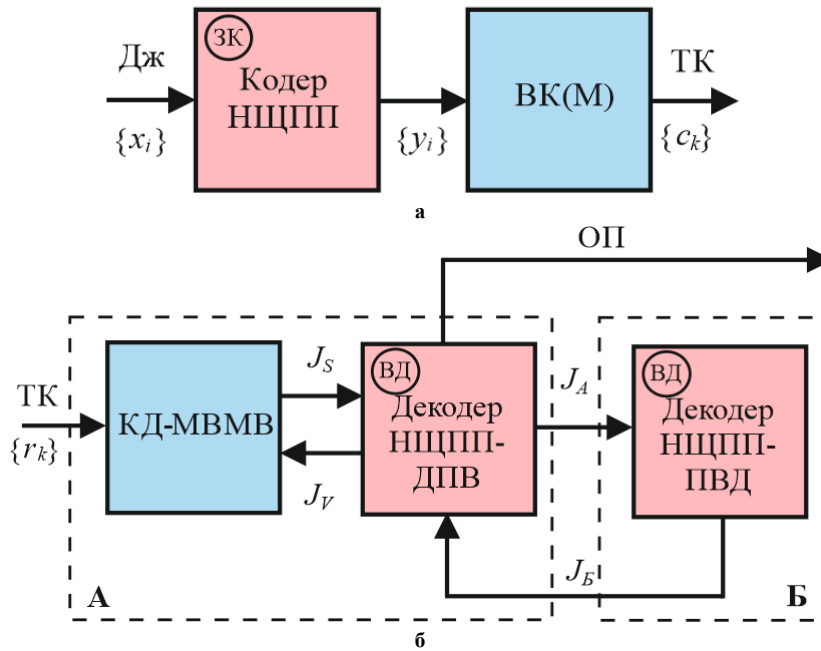 ЗК
Дж
Кодер
НЩПП
ВК(М)
ТК
{x_i}
{y_i}
{c_k}
а
ОП
ТК
{r_k}
КД-МВМВ
J_S
J_V
ВД
Декодер
НЩПП-
ДПВ
J_A
J_Б
ВД
Декодер
НЩПП-
ПВД
А
Б
б